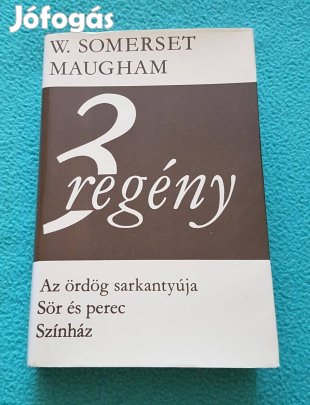 Jófogás
W. SOMERSET
MAUGHAM
3
regény
Az ördög sarkantyúja
Sör és perec
Színház